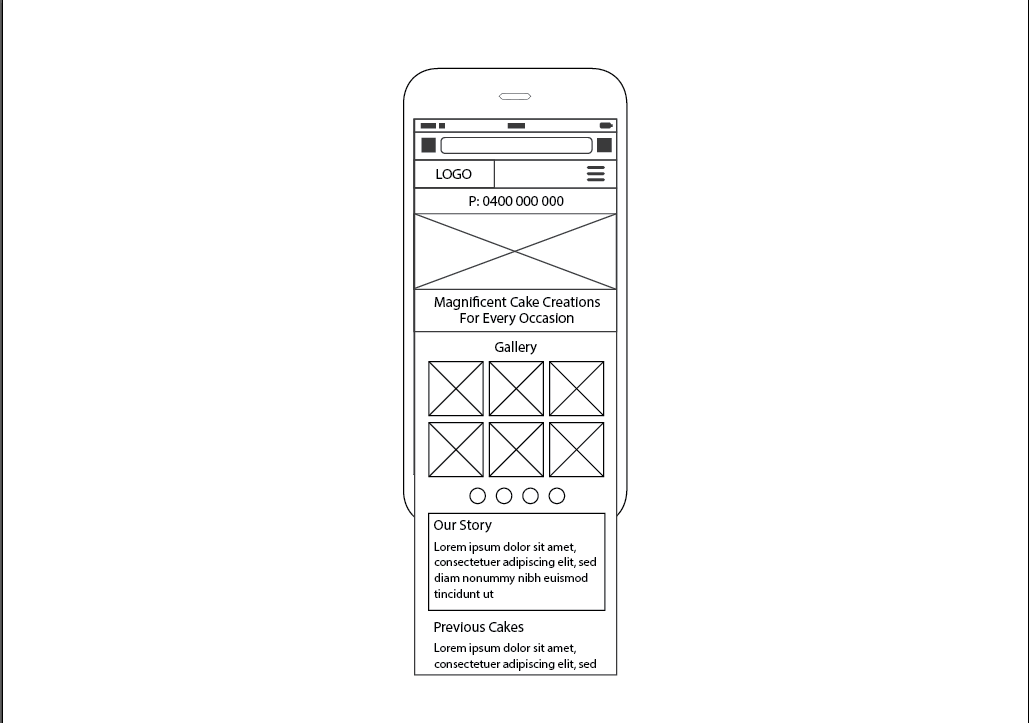 LOGO
P: 0400 000 000
Magnificent Cake Creations
For Every Occasion
Gallery
Our Story
Lorem ipsum dolor sit amet,
consectetuer adipiscing elit, sed
diam nonummy nibh euismod
tincidunt ut
Previous Cakes
Lorem ipsum dolor sit amet,
consectetuer adipiscing elit, sed